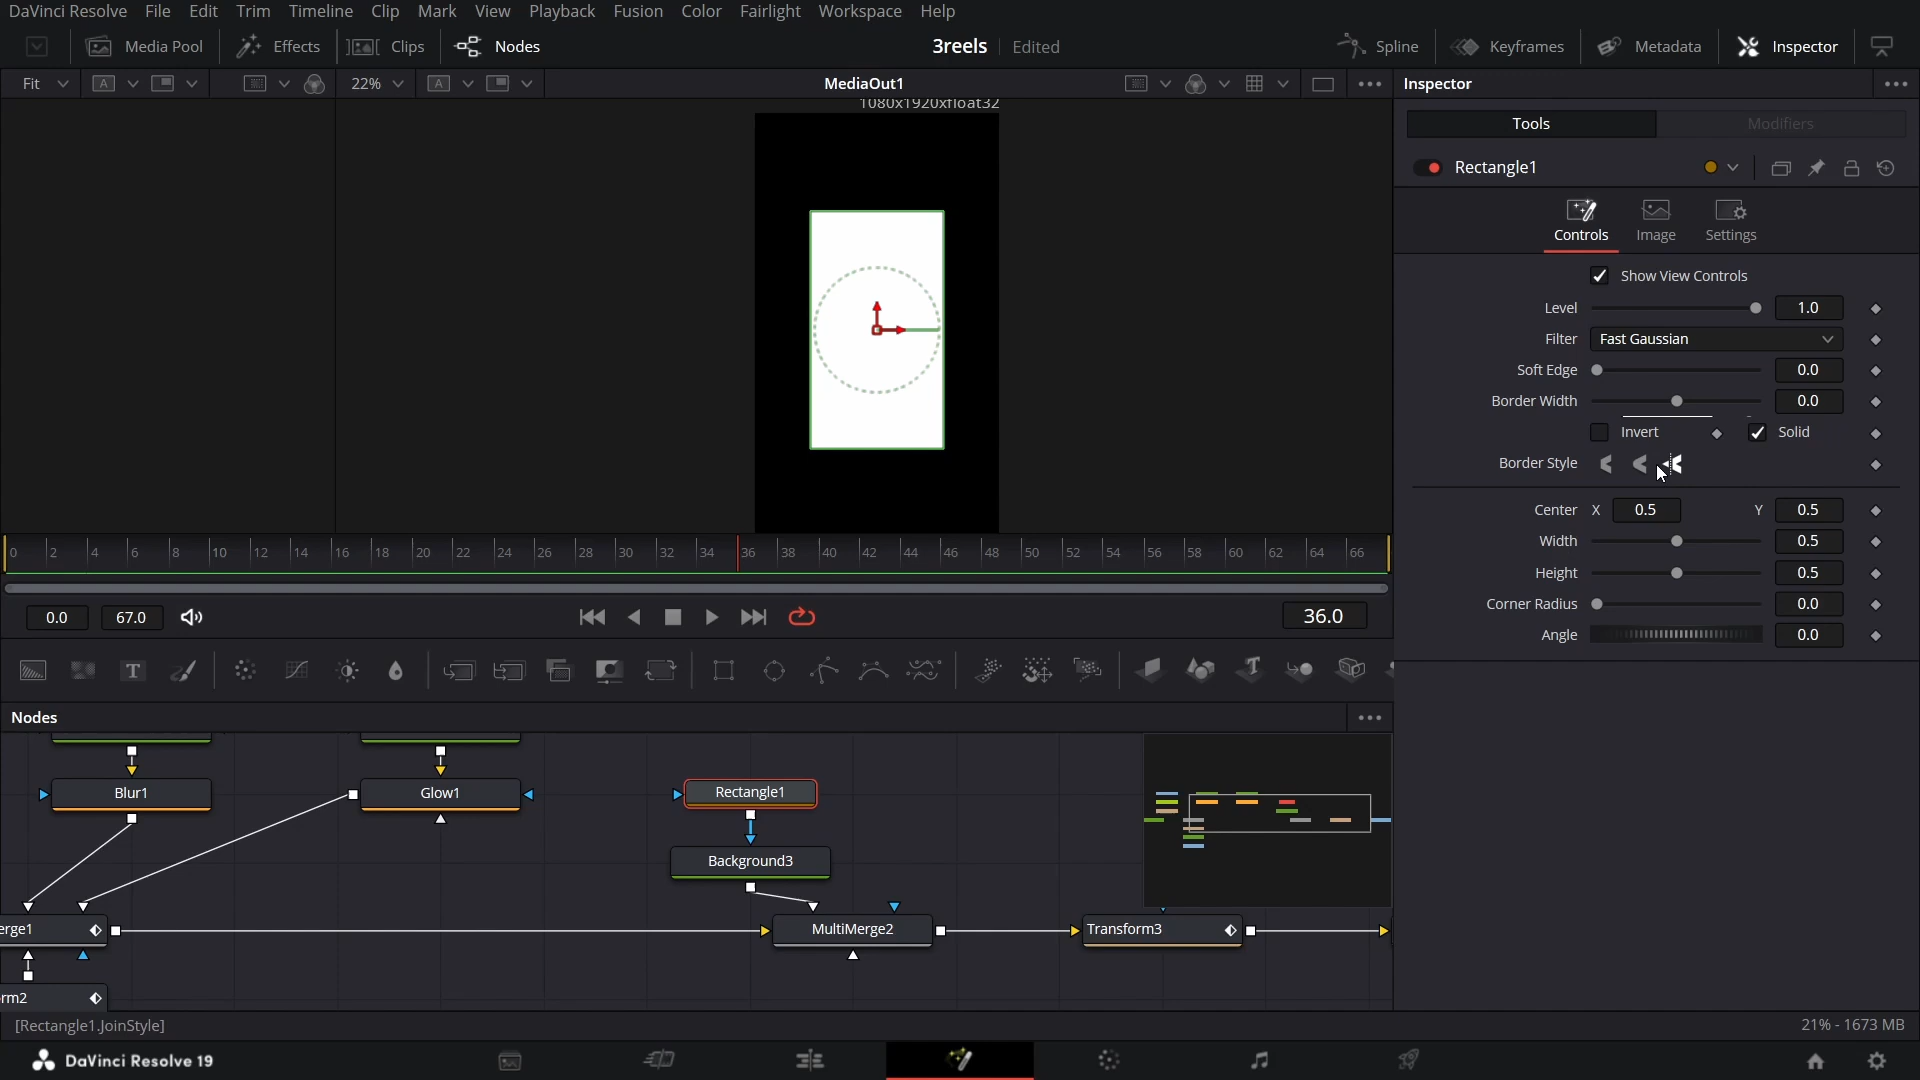 DaVinci Resolve File Edit Trim Timeline Clip Mark View Playback Fusion Color Fairlight Workspace Help
Media Pool Effects Clips Nodes 3reels Edited Spline Keyframes Metadata Inspector
Fit A 22% A MediaOut1 Inspector
1080x1920xfloat32
Tools Modifiers
Rectangle1
Controls Image Settings
Show View Controls
Level 1.0
Filter Fast Gaussian
Soft Edge 0.0
Border Width 0.0
Invert Solid
Border Style
Center X 0.5 Y 0.5
Width 0.5
Height 0.5
Corner Radius 0.0
Angle 0.0
0 2 4 6 8 10 12 14 16 18 20 22 24 26 28 30 32 34 36 38 40 42 44 46 48 50 52 54 56 58 60 62 64 66
0.0 67.0 36.0
T T
Nodes
Blur1 Glow1 Rectangle1
Background3
erge1 MultiMerge2 Transform3
rm2
[Rectangle1.JoinStyle] 21% - 1673 MB
DaVinci Resolve 19